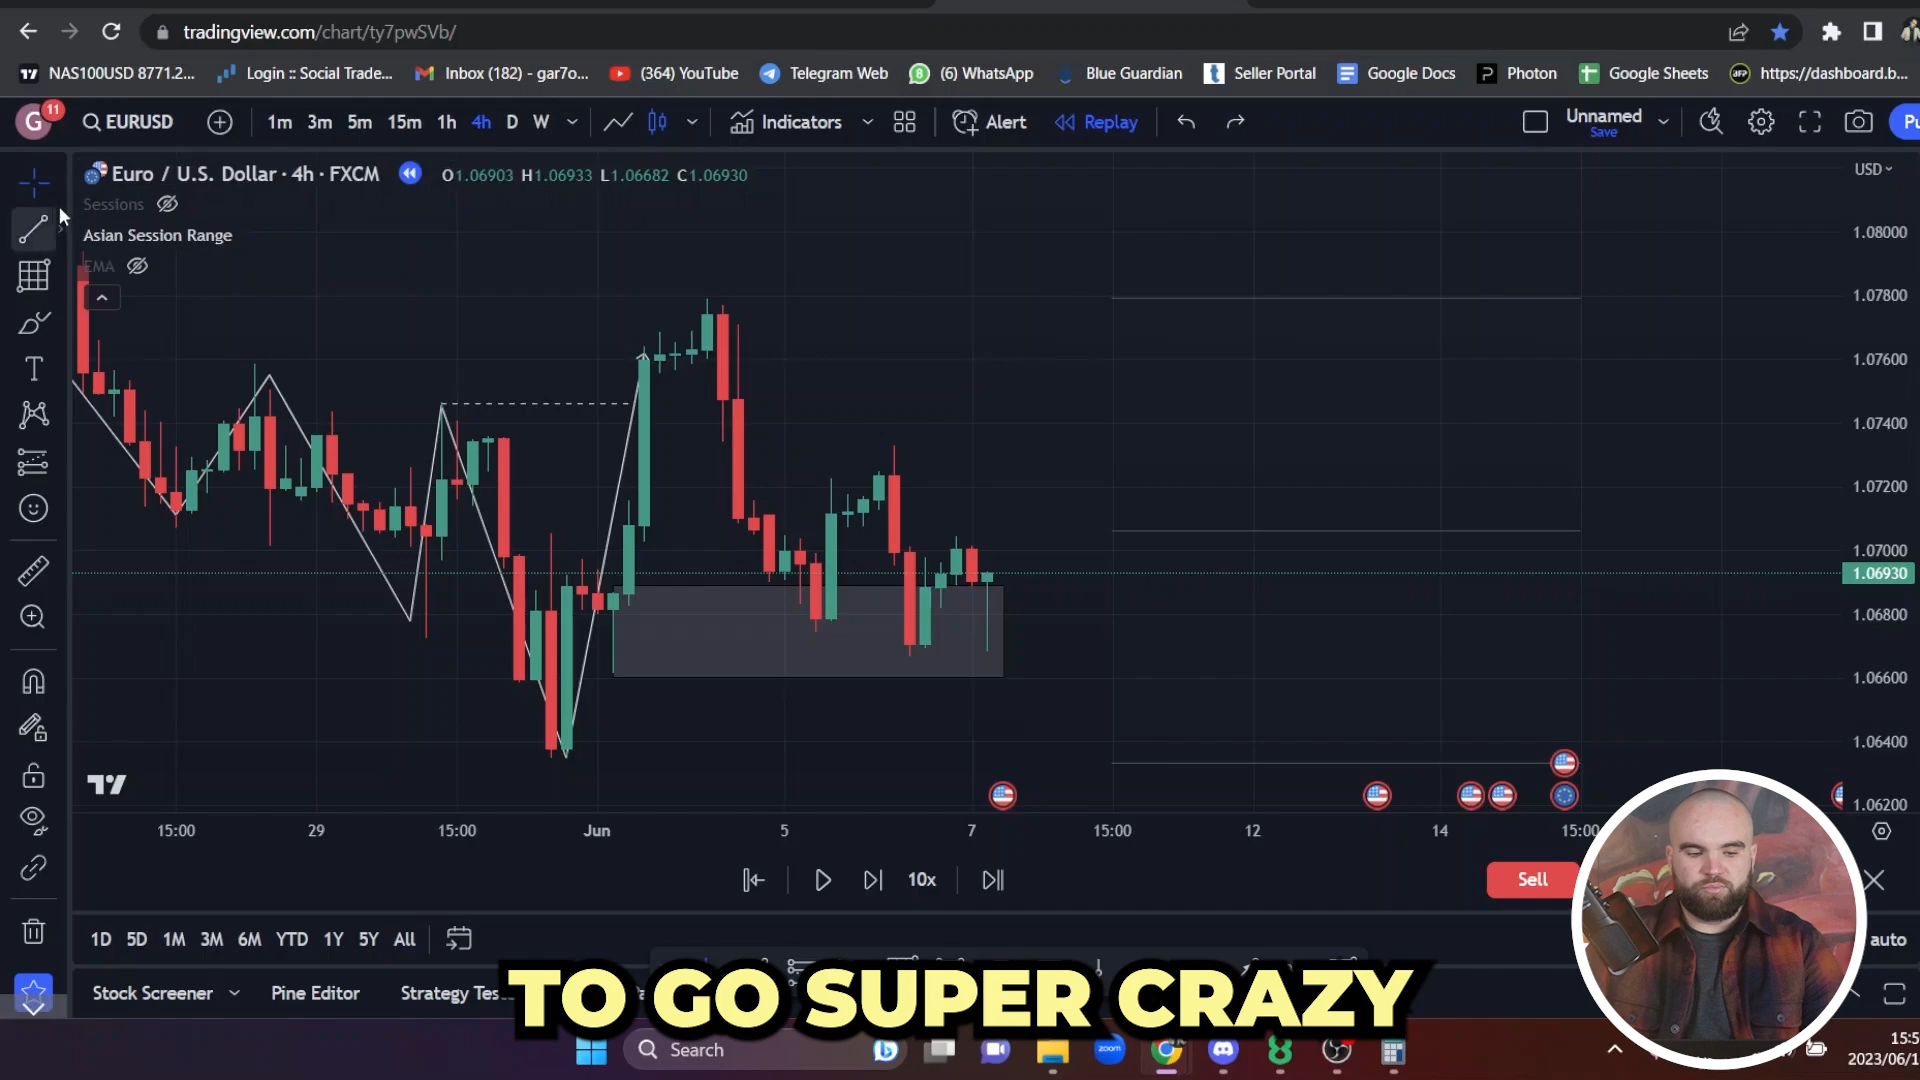 tradingview.com/chart/ty7pwSVb/
NAS100USD 8771.2... Login :: Social Trade... Inbox (182) - gar7o... (364) YouTube Telegram Web (6) WhatsApp Blue Guardian Seller Portal Google Docs Photon Google Sheets https://dashboard.b...
G 11 EURUSD 1m 3m 5m 15m 1h 4h D W Indicators Alert Replay Unnamed Save Pu
Euro / U.S. Dollar · 4h · FXCM O1.06903 H1.06933 L1.06682 C1.06930 USD
Sessions
Asian Session Range
EMA
1.08000
1.07800
1.07600
1.07400
1.07200
1.07000
1.06930
1.06800
1.06600
1.06400
1.06200
15:00 29 15:00 Jun 5 7 15:00 12 14 15:00
10x Sell
1D 5D 1M 3M 6M YTD 1Y 5Y All auto
Stock Screener Pine Editor Strategy Tes
TO GO SUPER CRAZY
Search zoom 15:5
2023/06/1